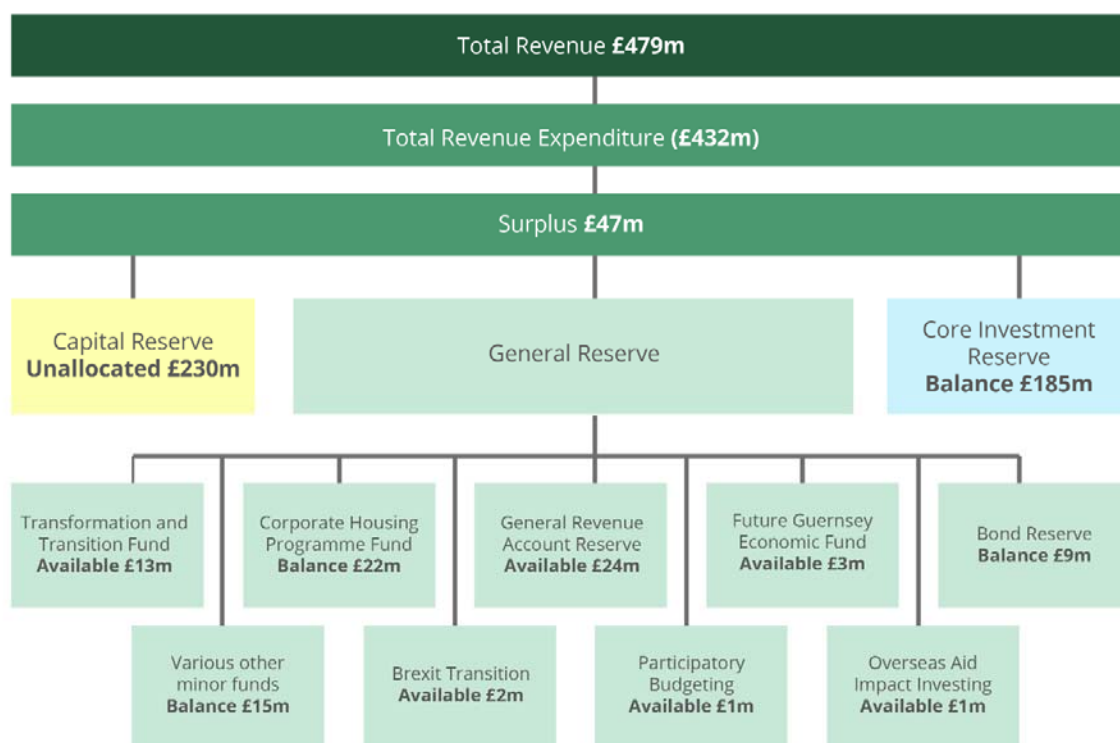 Total Revenue £479m
Total Revenue Expenditure (£432m)
Surplus £47m
Capital Reserve
Unallocated £230m
General Reserve
Core Investment
Reserve
Balance £185m
Transformation and
Transition Fund
Available £13m
Corporate Housing
Programme Fund
Balance £22m
General Revenue
Account Reserve
Available £24m
Future Guernsey
Economic Fund
Available £3m
Bond Reserve
Balance £9m
Various other
minor funds
Balance £15m
Brexit Transition
Available £2m
Participatory
Budgeting
Available £1m
Overseas Aid
Impact Investing
Available £1m